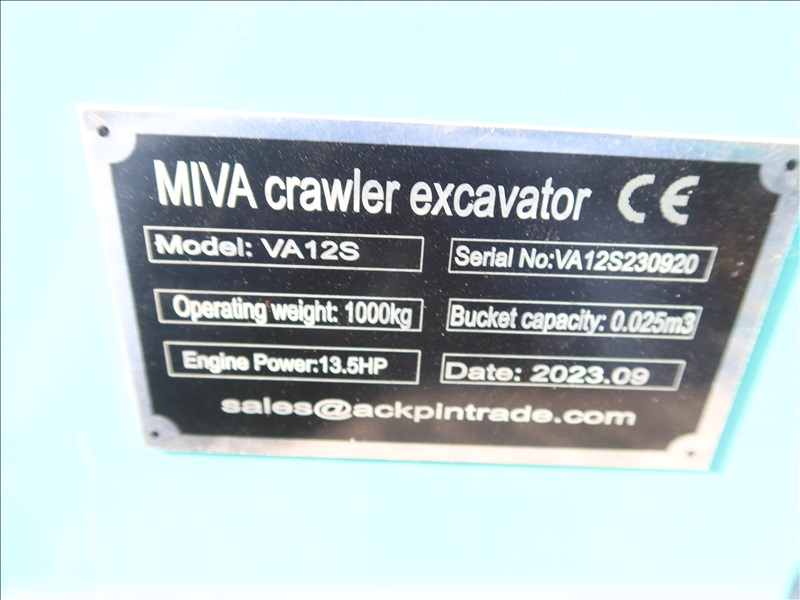 MIVA crawler excavator CE
Model: VA12S
Serial No:VA12S230920
Operating weight: 1000kg
Bucket capacity: 0.025m3
Engine Power:13.5HP
Date: 2023.09
sales@ackpintrade.com